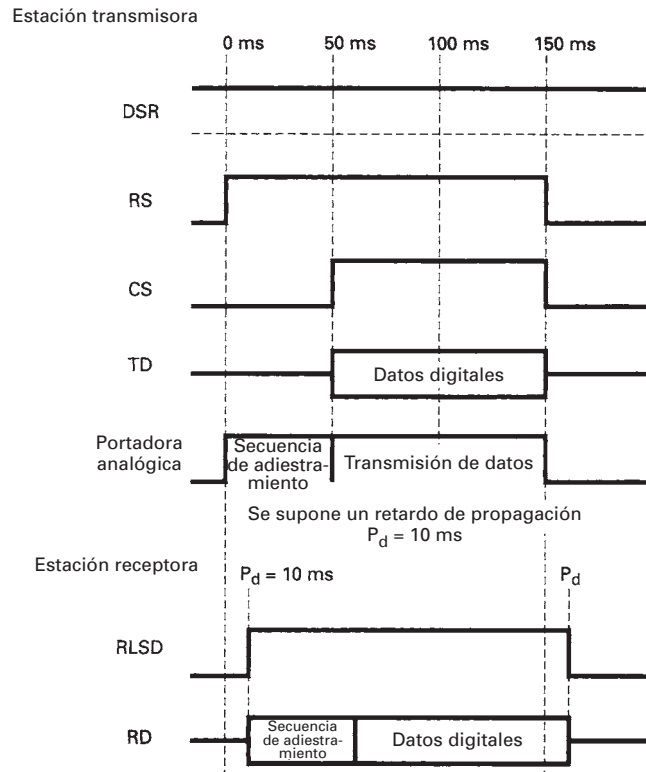 Estación transmisora
0 ms 50 ms 100 ms 150 ms
DSR
RS
CS
TD
Datos digitales
Portadora
analógica
Secuencia
de adiestra-
miento
Transmisión de datos
Se supone un retardo de propagación
Pd = 10 ms
Estación receptora
Pd = 10 ms
Pd
RLSD
RD
Secuencia
de adiestra-
miento
Datos digitales